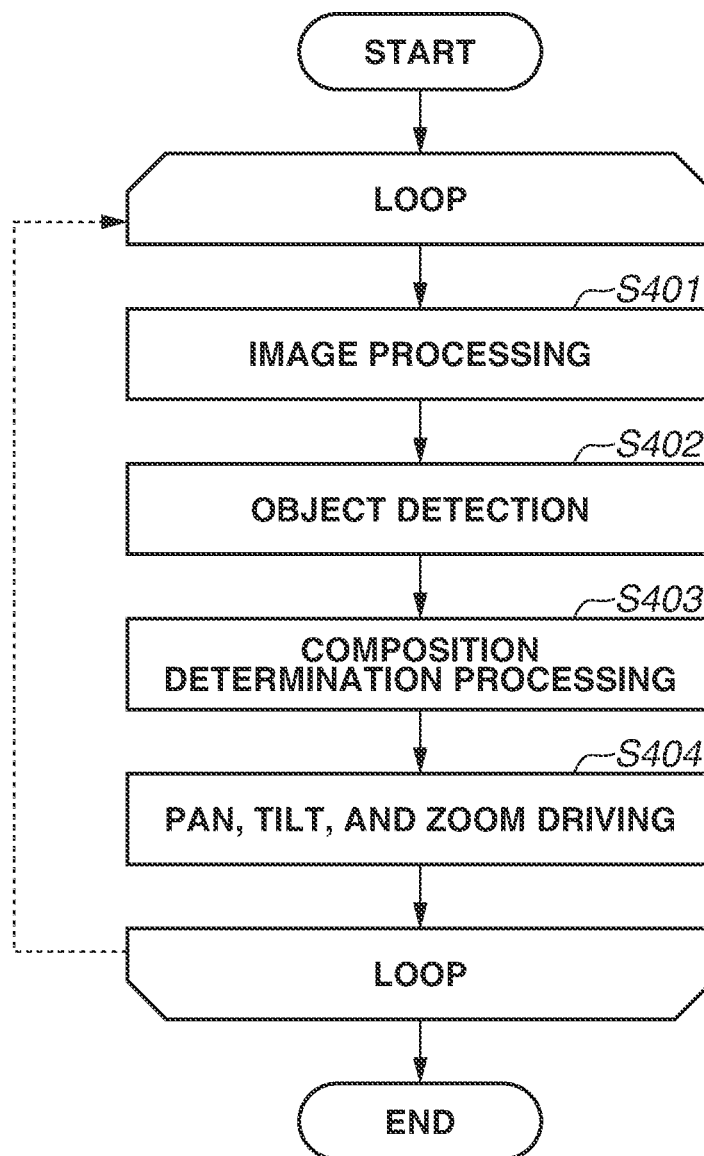 START
LOOP
S401
IMAGE PROCESSING
S402
OBJECT DETECTION
S403
COMPOSITION
DETERMINATION PROCESSING
S404
PAN, TILT, AND ZOOM DRIVING
LOOP
END